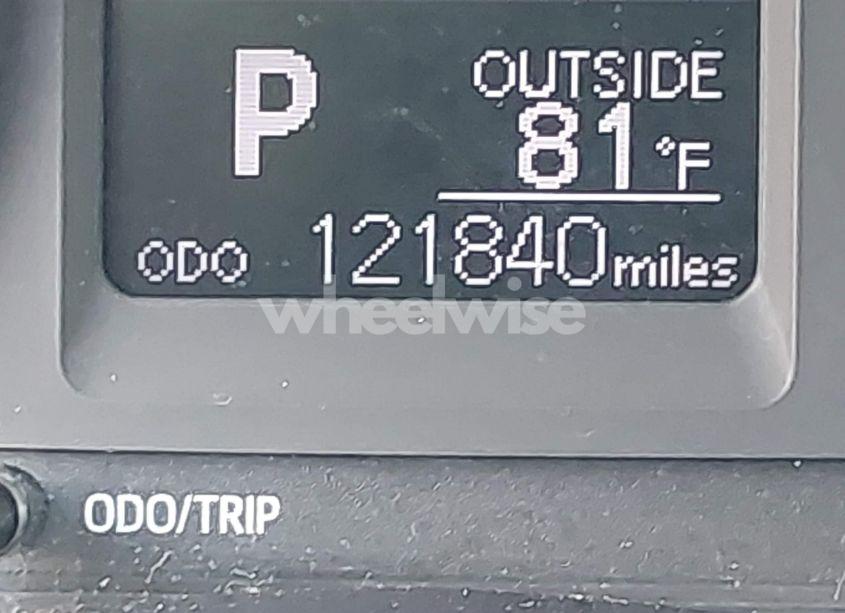 P
OUTSIDE
81 °F
ODO 121840 miles
wheelwise
ODO/TRIP